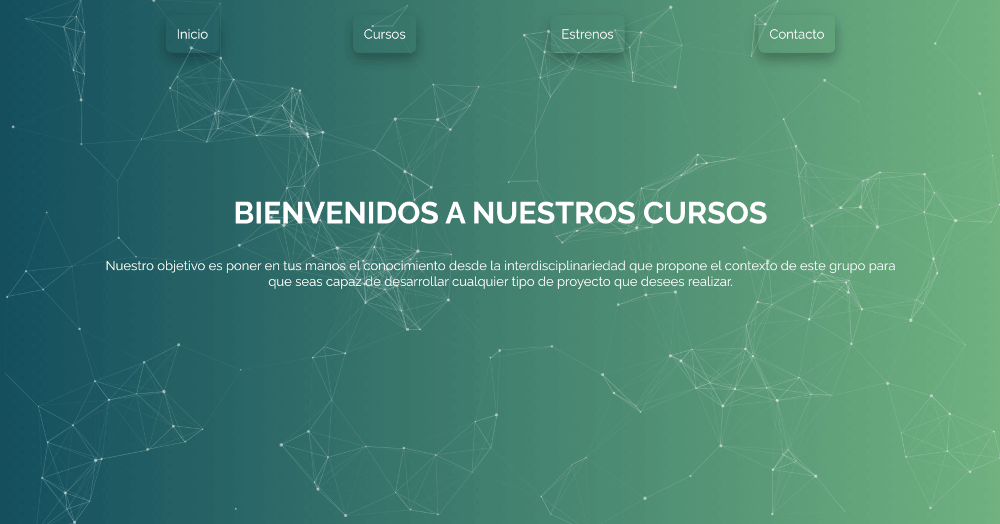 Inicio
Cursos
Estrenos
Contacto
BIENVENIDOS A NUESTROS CURSOS
Nuestro objetivo es poner en tus manos el conocimiento desde la interdisciplinariedad que propone el contexto de este grupo para
que seas capaz de desarrollar cualquier tipo de proyecto que desees realizar.